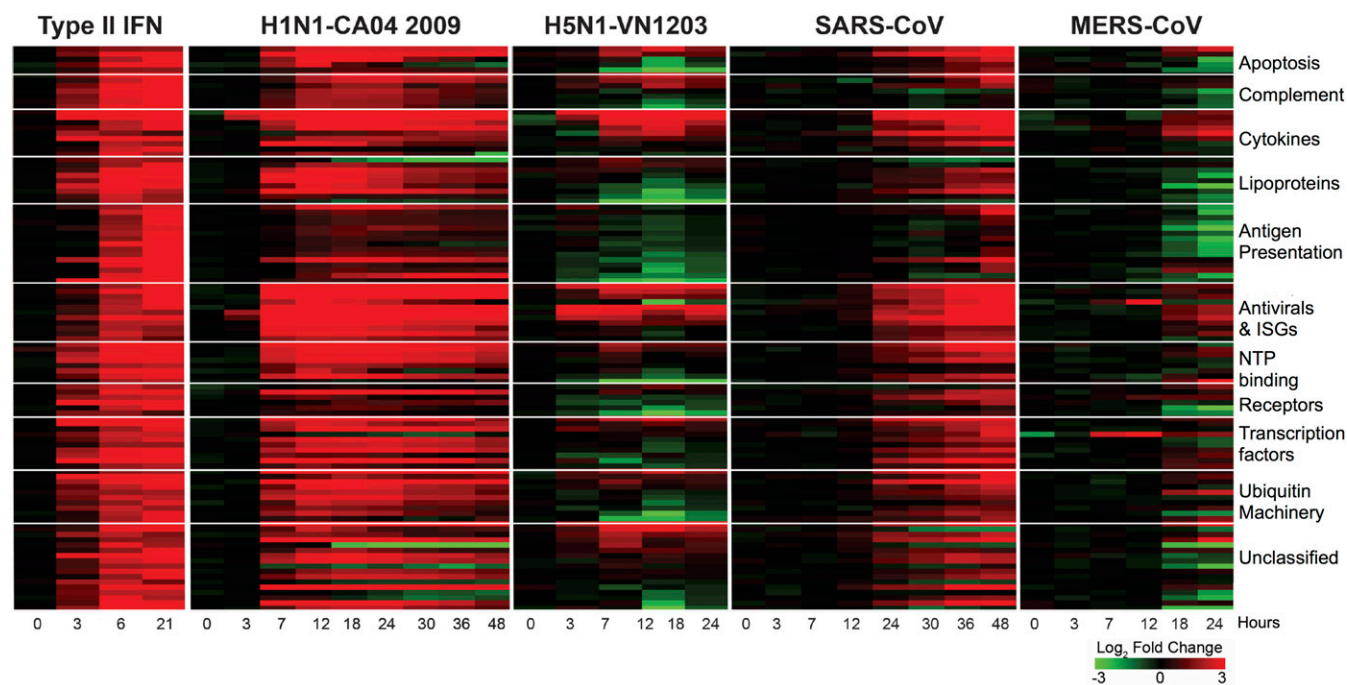 Type II IFN H1N1-CA04 2009 H5N1-VN1203 SARS-CoV MERS-CoV
Apoptosis
Complement
Cytokines
Lipoproteins
Antigen
Presentation
Antivirals
& ISGs
NTP
binding
Receptors
Transcription
factors
Ubiquitin
Machinery
Unclassified
0 3 6 21 0 3 7 12 18 24 30 36 48 0 3 7 12 18 24 0 3 7 12 24 30 36 48 0 3 7 12 18 24 Hours
Log2 Fold Change
-3 0 3